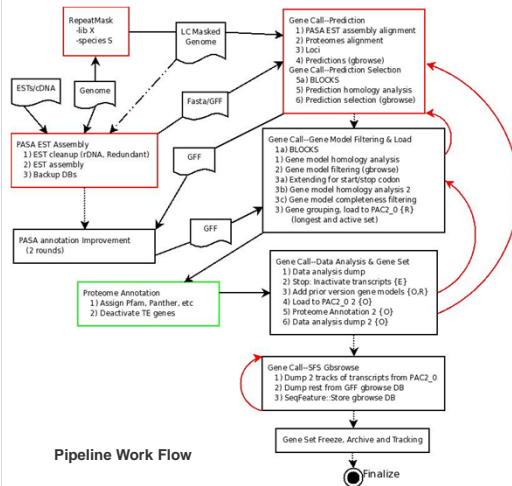 RepeatMask
-lib X
-species S
LC Masked
Genome
ESTs/cDNA
Genome
Fasta/GFF
Gene Call--Prediction
1) PASA EST assembly alignment
2) Proteomes alignment
3) Loci
4) Predictions (gbrowse)
Gene Call--Prediction Selection
5a) BLOCKS
5) Prediction homology analysis
6) Prediction selection (gbrowse)
PASA EST Assembly
1) EST cleanup (rDNA, Redundant)
2) EST assembly
3) Backup DBs
GFF
Gene Call--Gene Model Filtering & Load
1a) BLOCKS
1) Gene model homology analysis
2) Gene model filtering (gbrowse)
3a) Extending for start/stop codon
3b) Gene model homology analysis 2
3c) Gene model completeness filtering
3) Gene grouping, load to PAC2_0 {R}
(longest and active set)
PASA annotation Improvement
(2 rounds)
GFF
Proteome Annotation
1) Assign Pfam, Panther, etc
2) Deactivate TE genes
Gene Call--Data Analysis & Gene Set
1) Data analysis dump
2) Stop: Inactivate transcripts {E}
3) Add prior version gene models {O,R}
4) Load to PAC2_0 2 {O}
5) Proteome Annotation 2 {O}
6) Data analysis dump 2 {O}
Gene Call--SFS Gbsrowse
1) Dump 2 tracks of transcripts from PAC2_0
2) Dump rest from GFF gbrowse DB
3) SeqFeature::Store gbrowse DB
Gene Set Freeze, Archive and Tracking
Pipeline Work Flow
Finalize